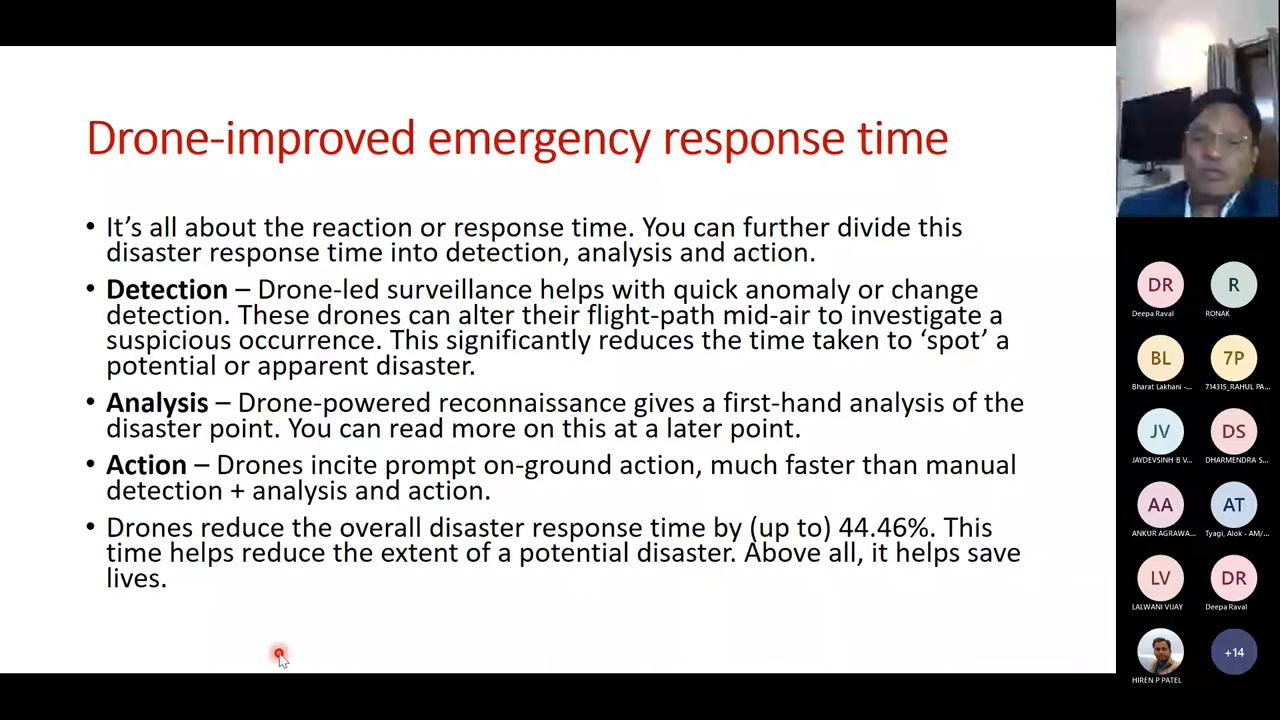 Drone-improved emergency response time
• It’s all about the reaction or response time. You can further divide this
disaster response time into detection, analysis and action.
• Detection – Drone-led surveillance helps with quick anomaly or change
detection. These drones can alter their flight-path mid-air to investigate a
suspicious occurrence. This significantly reduces the time taken to ‘spot’ a
potential or apparent disaster.
• Analysis – Drone-powered reconnaissance gives a first-hand analysis of the
disaster point. You can read more on this at a later point.
• Action – Drones incite prompt on-ground action, much faster than manual
detection + analysis and action.
• Drones reduce the overall disaster response time by (up to) 44.46%. This
time helps reduce the extent of a potential disaster. Above all, it helps save
lives.
DR
R
Deepa Raval
RONAK
BL
7P
Bharat Lakhani -...
714315_RAHUL PA...
JV
DS
JAYDEVSINH B V...
DHARMENDRA S...
AA
AT
ANKUR AGRAWA...
Tyagi, Alok - AM/...
LV
DR
LALWANI VIJAY
Deepa Raval
+14
HIREN P PATEL